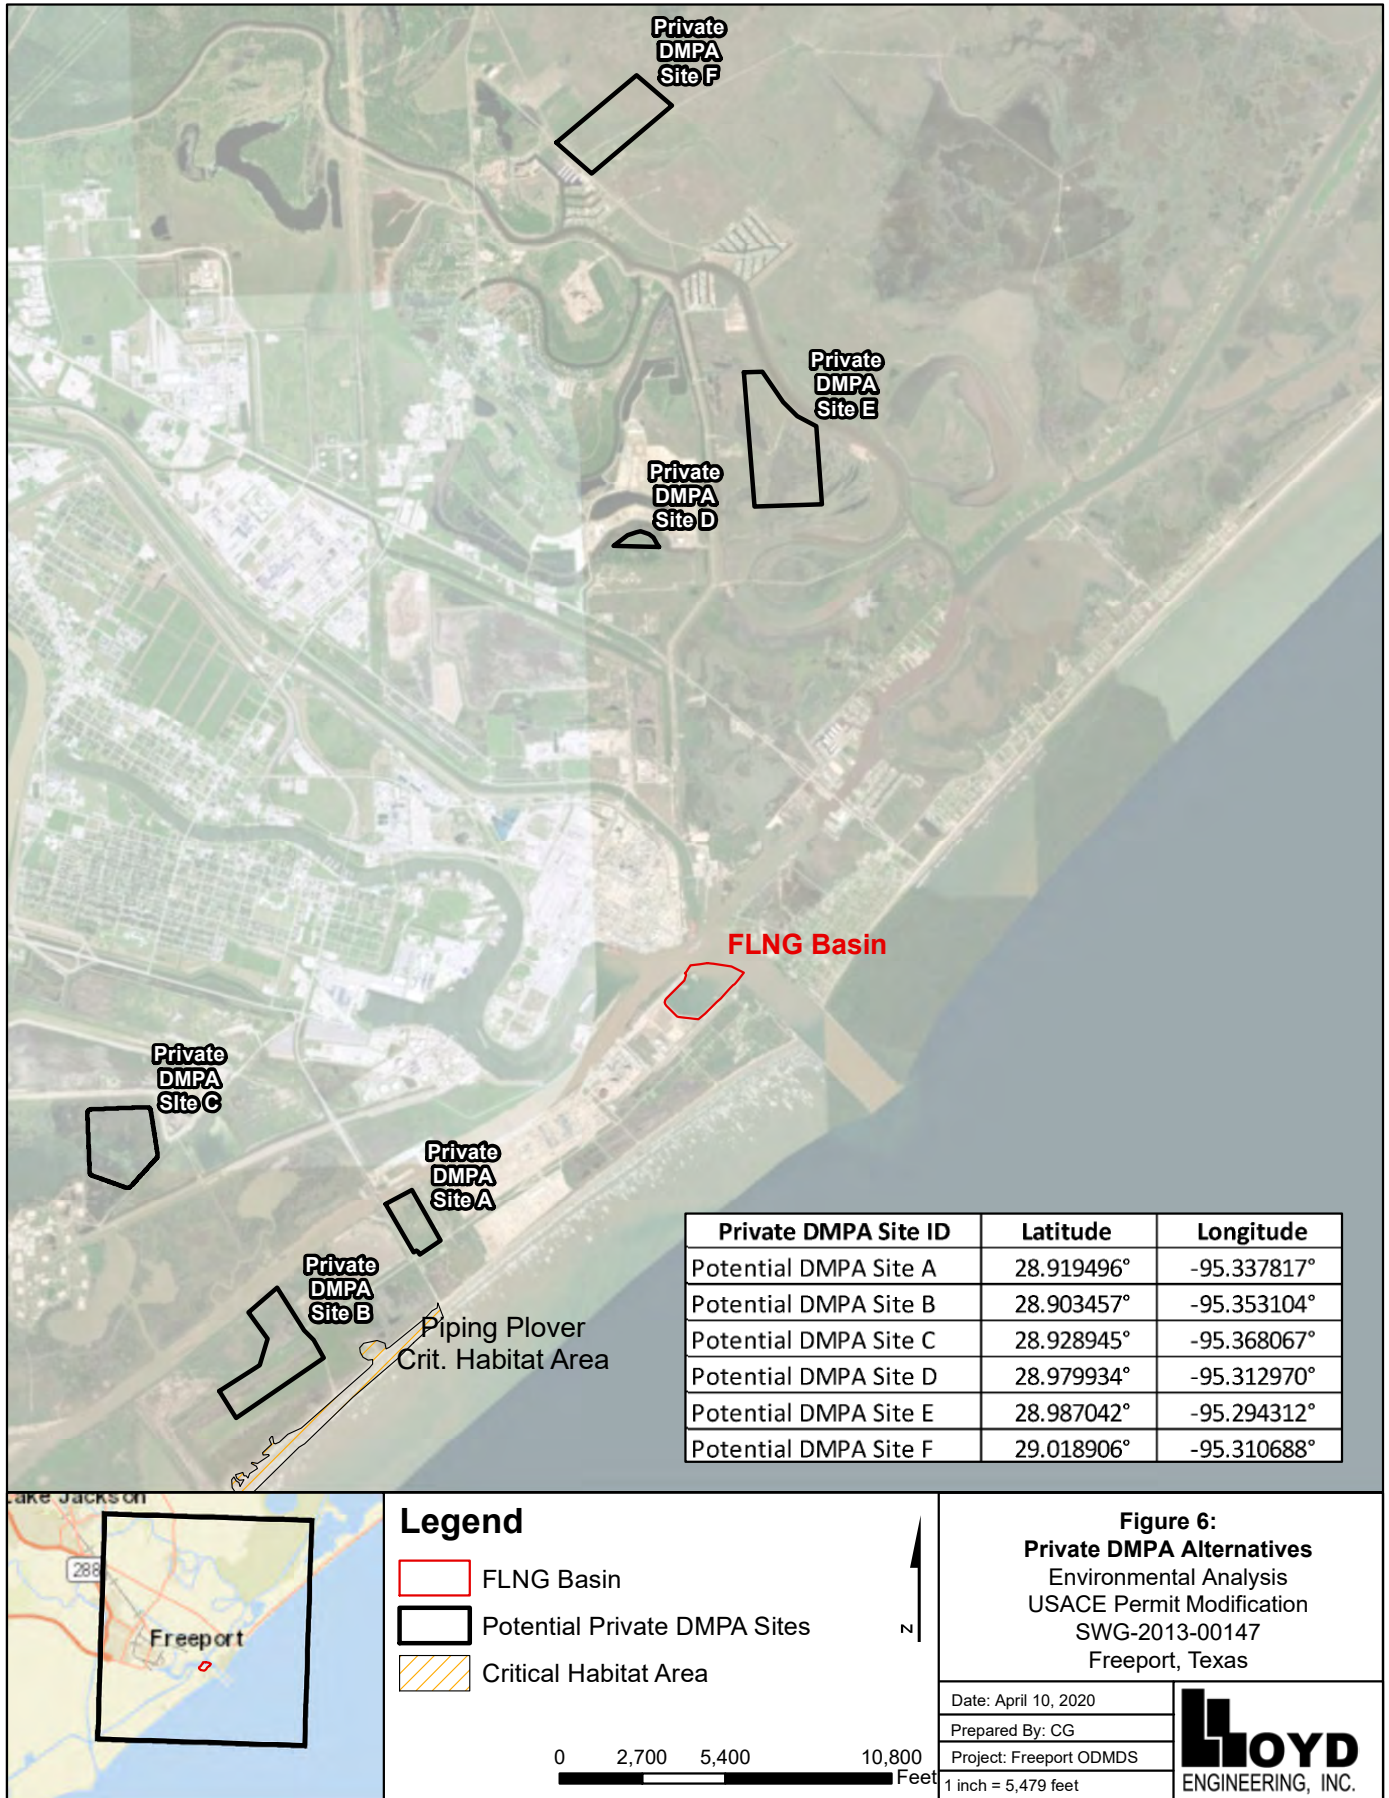 Private
DMPA
Site F
Private
DMPA
Site E
Private
DMPA
Site D
FLNG Basin
Private
DMPA
SIte C
Private
DMPA
Site A
Private
DMPA
Site B
Piping Plover
Crit. Habitat Area
Private DMPA Site ID Latitude Longitude
Potential DMPA Site A 28.919496° -95.337817°
Potential DMPA Site B 28.903457° -95.353104°
Potential DMPA Site C 28.928945° -95.368067°
Potential DMPA Site D 28.979934° -95.312970°
Potential DMPA Site E 28.987042° -95.294312°
Potential DMPA Site F 29.018906° -95.310688°
Lake Jackson
288
Freeport
Legend
FLNG Basin
Potential Private DMPA Sites
Critical Habitat Area
N
0 2,700 5,400 10,800
Feet
Figure 6:
Private DMPA Alternatives
Environmental Analysis
USACE Permit Modification
SWG-2013-00147
Freeport, Texas
Date: April 10, 2020
Prepared By: CG
Project: Freeport ODMDS
1 inch = 5,479 feet
LLOYD
ENGINEERING, INC.